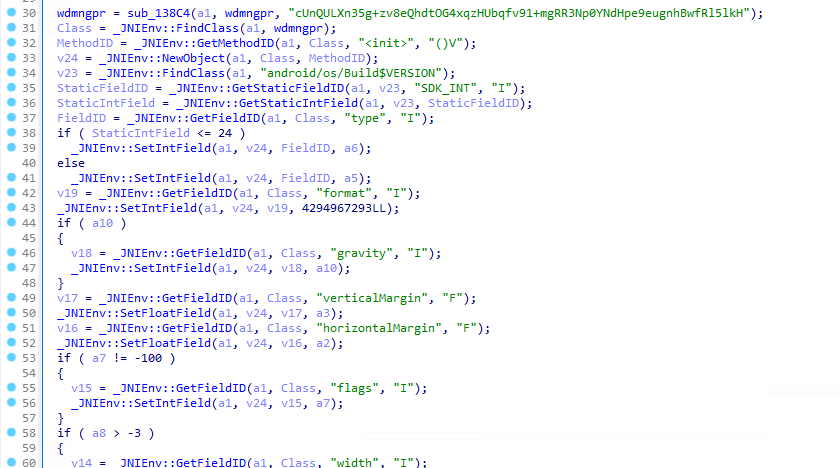 30 wdmngpr = sub_138C4(a1, wdmngpr, "cUnQULXn35g+zv8eQhdtOG4xqzHUbqfv91+mgRR3Np0YNdHpe9eugnhBwfRl5lkH");
31 Class = _JNIEnv::FindClass(a1, wdmngpr);
32 MethodID = _JNIEnv::GetMethodID(a1, Class, "<init>", "()V");
33 v24 = _JNIEnv::NewObject(a1, Class, MethodID);
34 v23 = _JNIEnv::FindClass(a1, "android/os/Build$VERSION");
35 StaticFieldID = _JNIEnv::GetStaticFieldID(a1, v23, "SDK_INT", "I");
36 StaticIntField = _JNIEnv::GetStaticIntField(a1, v23, StaticFieldID);
37 FieldID = _JNIEnv::GetFieldID(a1, Class, "type", "I");
38 if ( StaticIntField <= 24 )
39 _JNIEnv::SetIntField(a1, v24, FieldID, a6);
40 else
41 _JNIEnv::SetIntField(a1, v24, FieldID, a5);
42 v19 = _JNIEnv::GetFieldID(a1, Class, "format", "I");
43 _JNIEnv::SetIntField(a1, v24, v19, 4294967293LL);
44 if ( a10 )
45 {
46 v18 = _JNIEnv::GetFieldID(a1, Class, "gravity", "I");
47 _JNIEnv::SetIntField(a1, v24, v18, a10);
48 }
49 v17 = _JNIEnv::GetFieldID(a1, Class, "verticalMargin", "F");
50 _JNIEnv::SetFloatField(a1, v24, v17, a3);
51 v16 = _JNIEnv::GetFieldID(a1, Class, "horizontalMargin", "F");
52 _JNIEnv::SetFloatField(a1, v24, v16, a2);
53 if ( a7 != -100 )
54 {
55 v15 = _JNIEnv::GetFieldID(a1, Class, "flags", "I");
56 _JNIEnv::SetIntField(a1, v24, v15, a7);
57 }
58 if ( a8 > -3 )
59 {
60 v14 = _JNIEnv::GetFieldID(a1, Class, "width", "I");